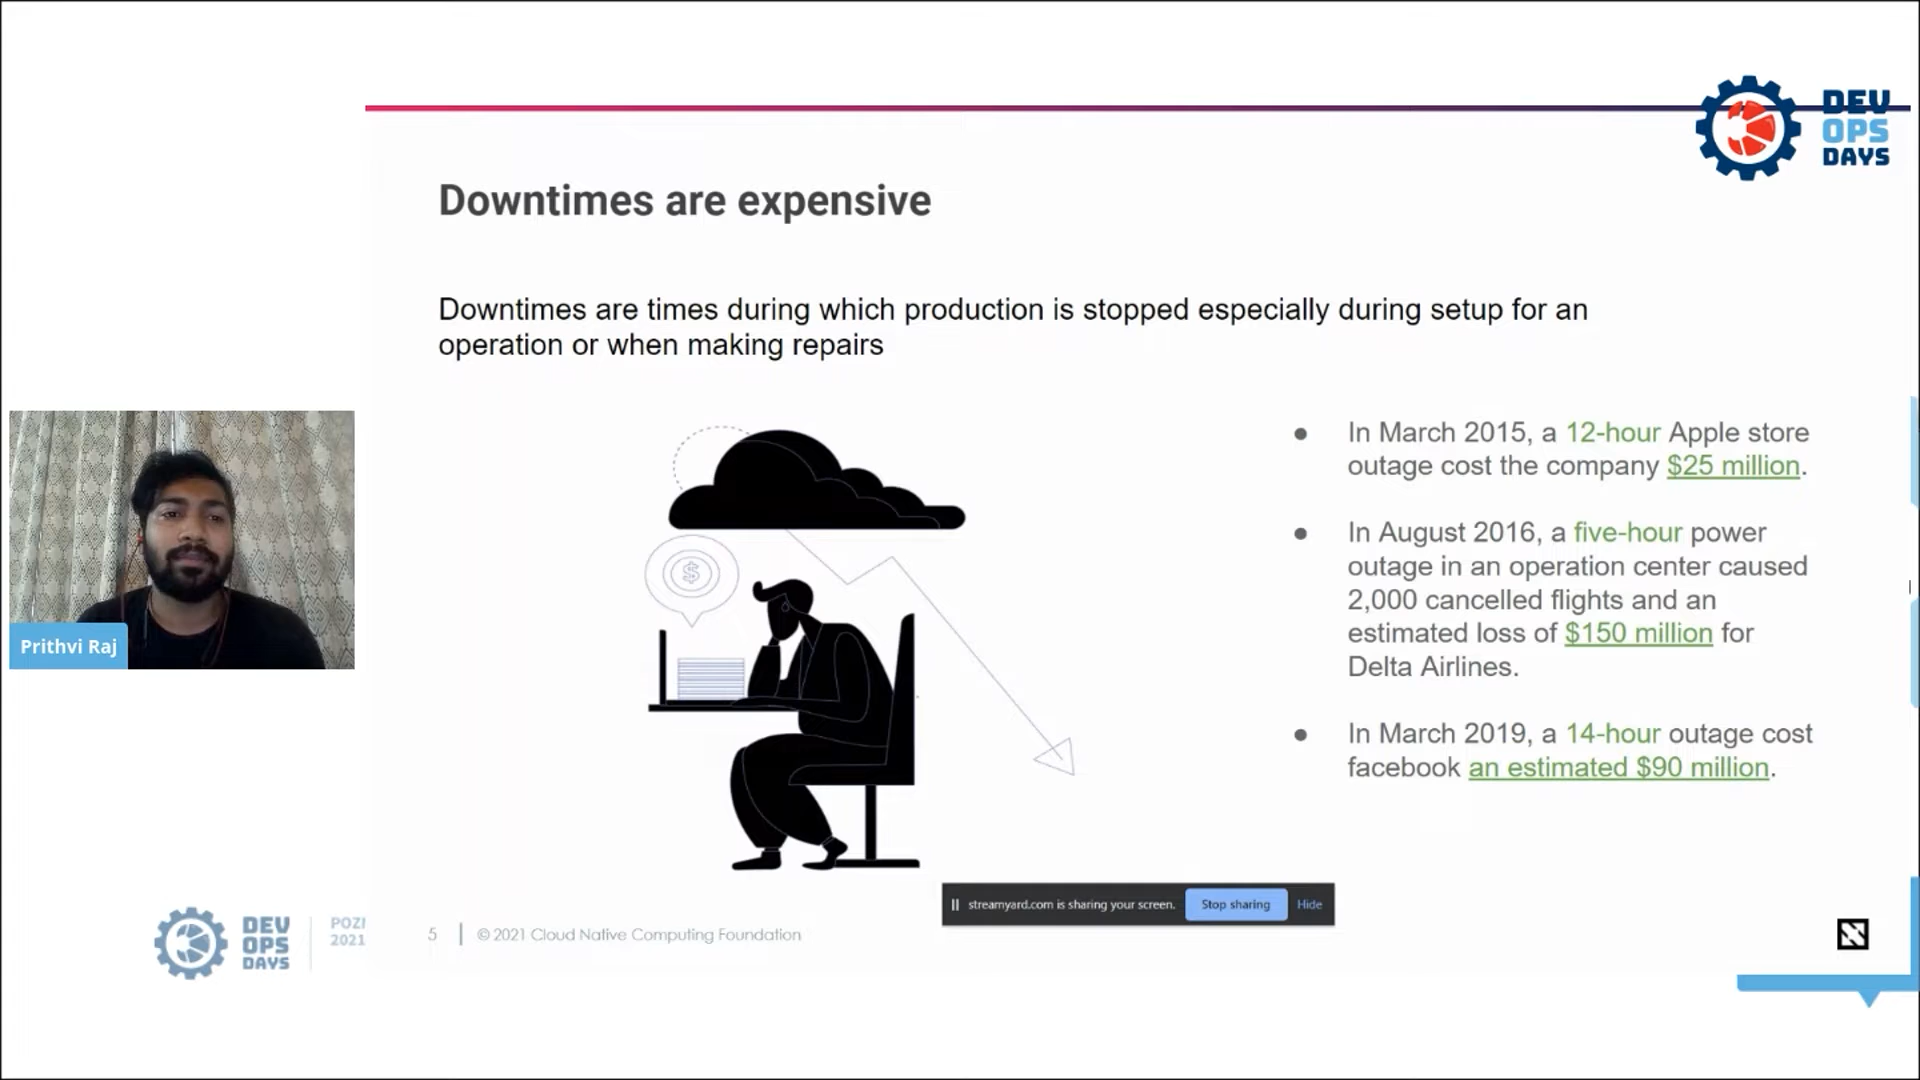 DEV
OPS
DAYS
Downtimes are expensive
Downtimes are times during which production is stopped especially during setup for an
operation or when making repairs
● In March 2015, a 12-hour Apple store
outage cost the company $25 million.
● In August 2016, a five-hour power
outage in an operation center caused
2,000 cancelled flights and an
estimated loss of $150 million for
Delta Airlines.
● In March 2019, a 14-hour outage cost
facebook an estimated $90 million.
$
Prithvi Raj
streamyard.com is sharing your screen. Stop sharing Hide
DEV
OPS
DAYS
POZ
2021
5 | © 2021 Cloud Native Computing Foundation